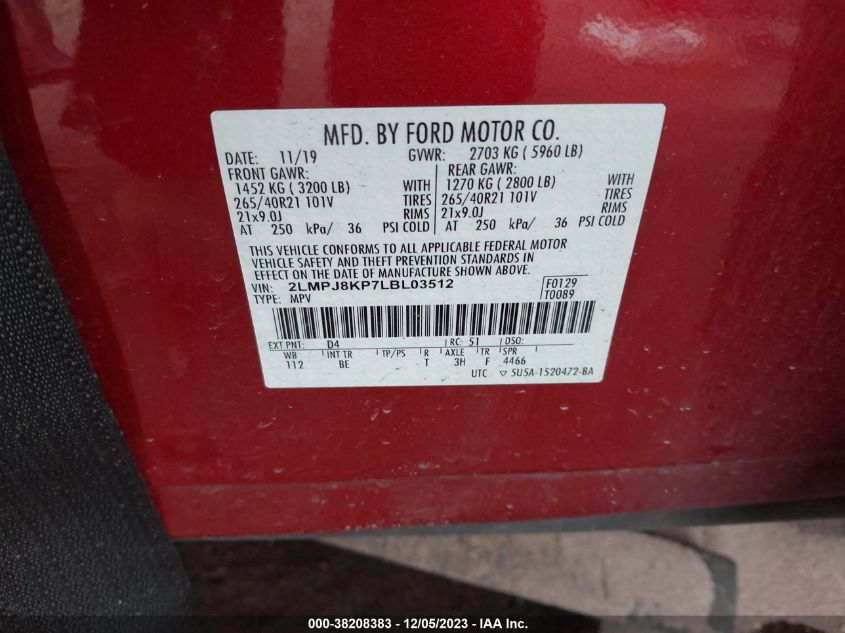 MFD. BY FORD MOTOR CO.
DATE: 11/19 GVWR: 2703 KG ( 5960 LB)
FRONT GAWR: REAR GAWR:
1452 KG ( 3200 LB) WITH 1270 KG ( 2800 LB) WITH
265/40R21 101V TIRES 265/40R21 101V TIRES
21x9.0J RIMS 21x9.0J RIMS
AT 250 kPa/ 36 PSI COLD AT 250 kPa/ 36 PSI COLD
THIS VEHICLE CONFORMS TO ALL APPLICABLE FEDERAL MOTOR
VEHICLE SAFETY AND THEFT PREVENTION STANDARDS IN
EFFECT ON THE DATE OF MANUFACTURE SHOWN ABOVE.
VIN: 2LMPJ8KP7LBL03512 F0129
TYPE: MPV T0089
EXT PNT: D4 RC: 51 DSO:
WB INT TR TP/PS R AXLE TR SPR
112 BE T 3H F 4466
UTC ▽ 5U5A-1520472-BA
000-38208383 - 12/05/2023 - IAA Inc.